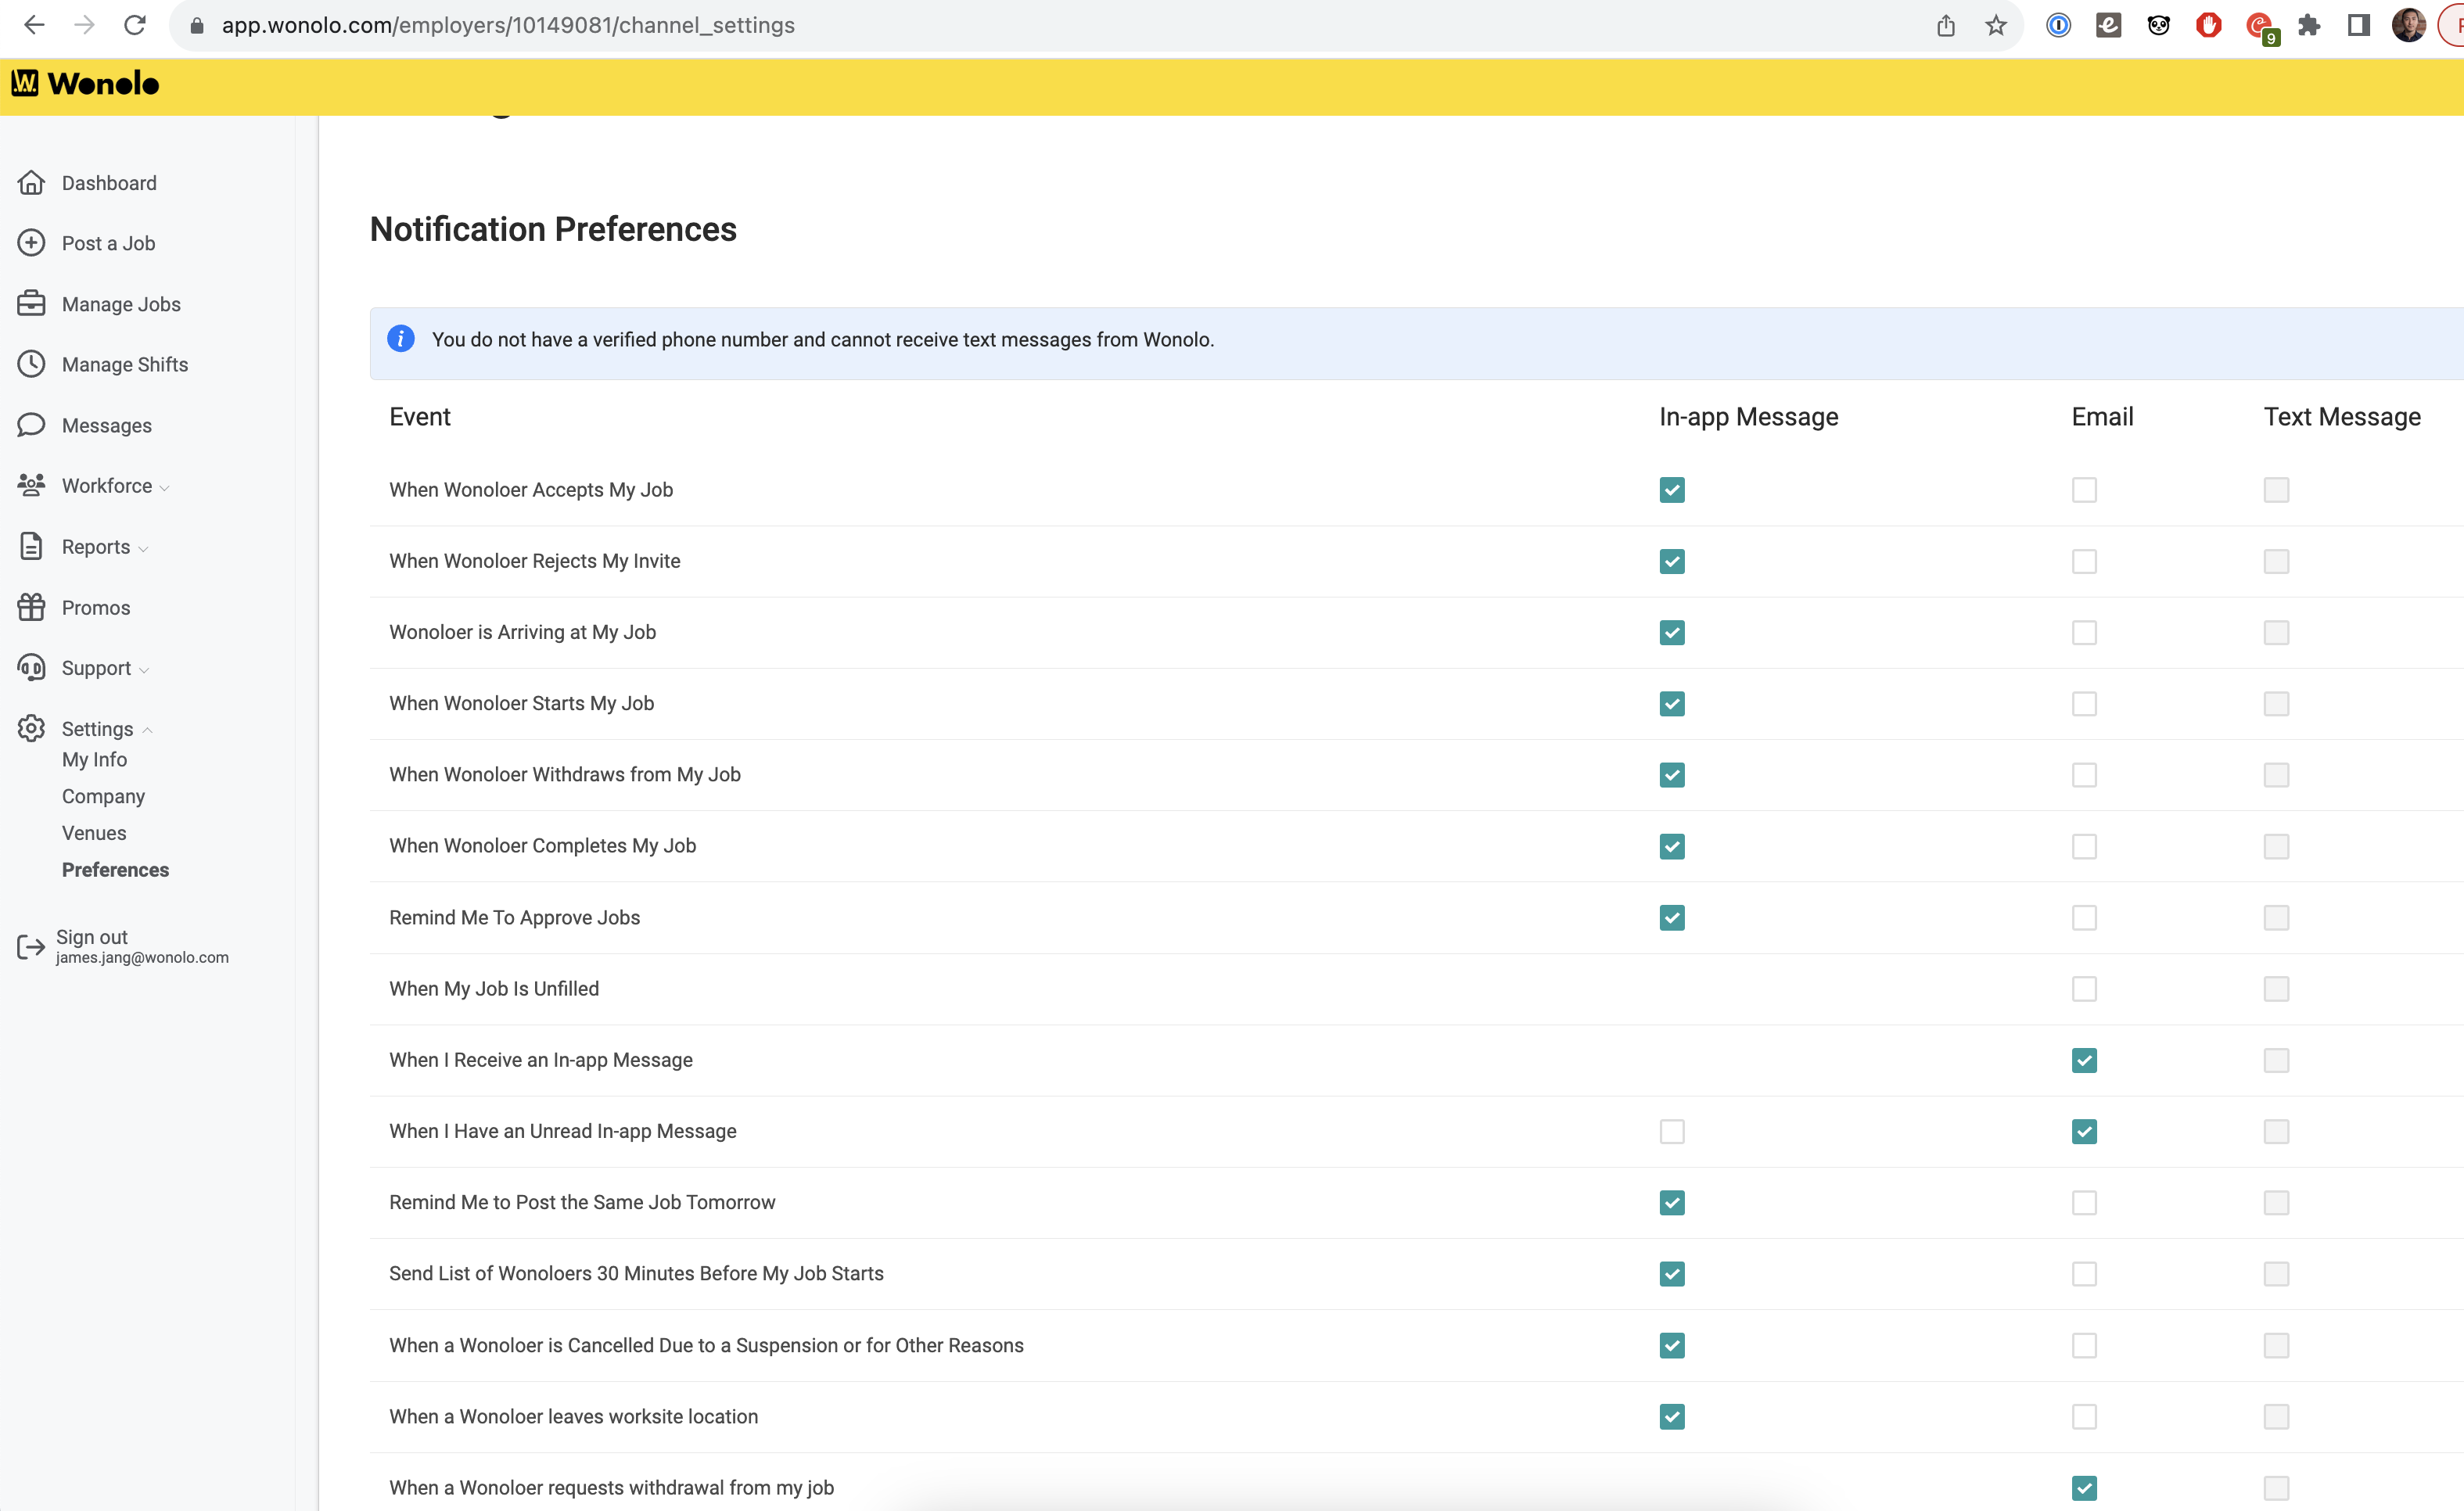 app.wonolo.com/employers/10149081/channel_settings
9
W Wonolo
Dashboard
Post a Job
Manage Jobs
Manage Shifts
Messages
Workforce
Reports
Promos
Support
Settings
My Info
Company
Venues
Preferences
Sign out
james.jang@wonolo.com
Notification Preferences
You do not have a verified phone number and cannot receive text messages from Wonolo.
Event In-app Message Email Text Message
When Wonoloer Accepts My Job
When Wonoloer Rejects My Invite
Wonoloer is Arriving at My Job
When Wonoloer Starts My Job
When Wonoloer Withdraws from My Job
When Wonoloer Completes My Job
Remind Me To Approve Jobs
When My Job Is Unfilled
When I Receive an In-app Message
When I Have an Unread In-app Message
Remind Me to Post the Same Job Tomorrow
Send List of Wonoloers 30 Minutes Before My Job Starts
When a Wonoloer is Cancelled Due to a Suspension or for Other Reasons
When a Wonoloer leaves worksite location
When a Wonoloer requests withdrawal from my job